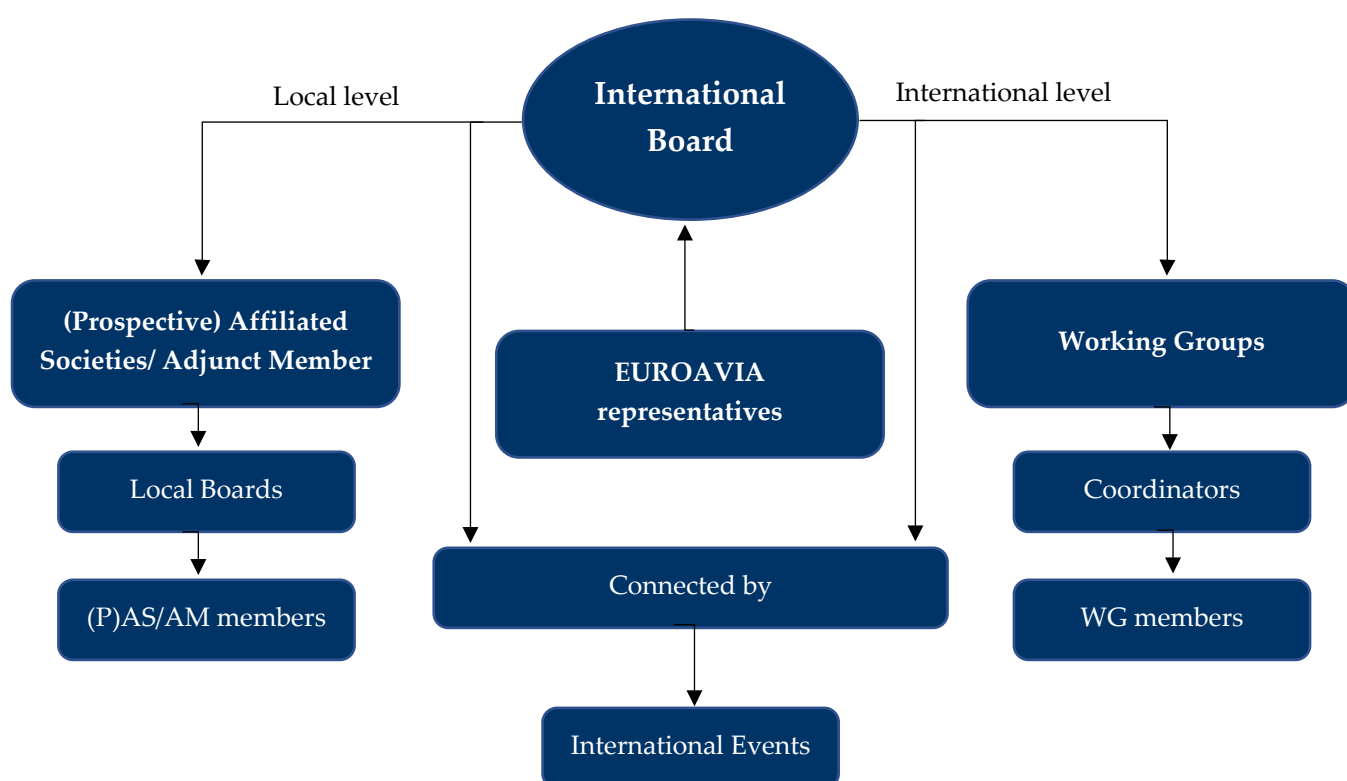 International
Board
Local level
International level
(Prospective) Affiliated
Societies/ Adjunct Member
EUROAVIA
representatives
Working Groups
Local Boards
Coordinators
(P)AS/AM members
Connected by
WG members
International Events